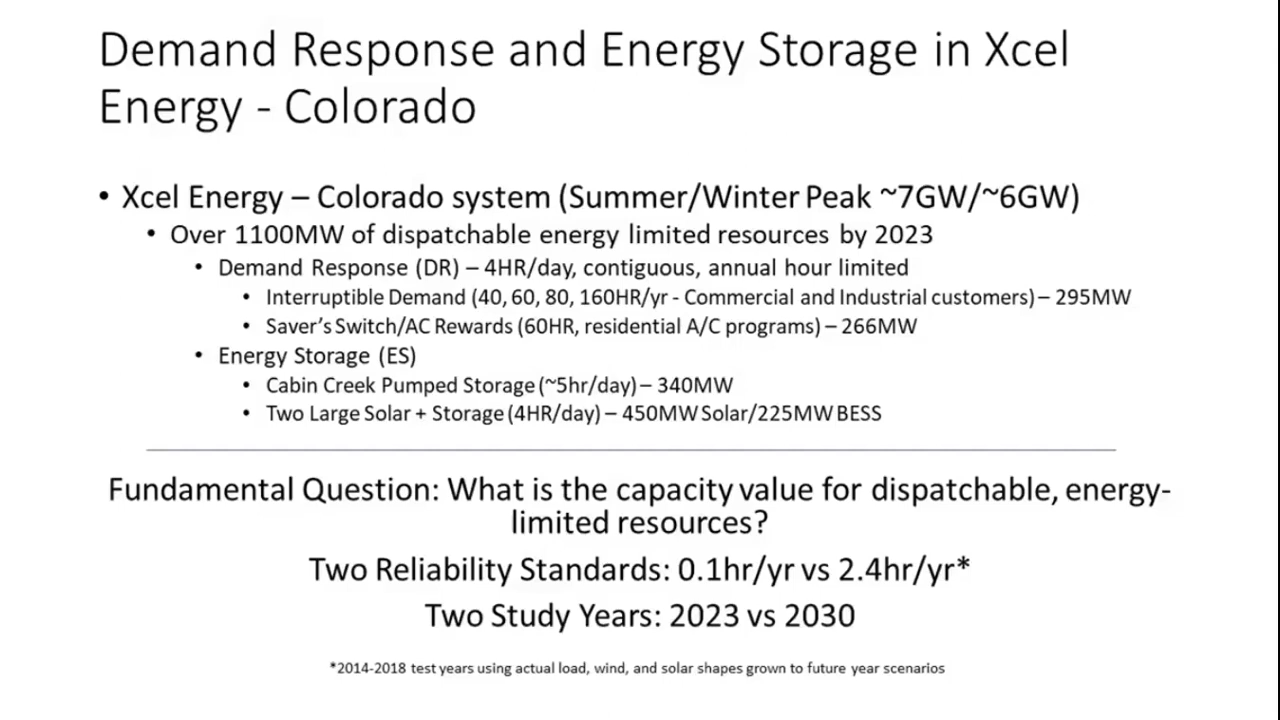 Demand Response and Energy Storage in Xcel
Energy - Colorado
• Xcel Energy – Colorado system (Summer/Winter Peak ~7GW/~6GW)
• Over 1100MW of dispatchable energy limited resources by 2023
• Demand Response (DR) – 4HR/day, contiguous, annual hour limited
• Interruptible Demand (40, 60, 80, 160HR/yr - Commercial and Industrial customers) – 295MW
• Saver's Switch/AC Rewards (60HR, residential A/C programs) – 266MW
• Energy Storage (ES)
• Cabin Creek Pumped Storage (~5hr/day) – 340MW
• Two Large Solar + Storage (4HR/day) – 450MW Solar/225MW BESS
Fundamental Question: What is the capacity value for dispatchable, energy-
limited resources?
Two Reliability Standards: 0.1hr/yr vs 2.4hr/yr*
Two Study Years: 2023 vs 2030
*2014-2018 test years using actual load, wind, and solar shapes grown to future year scenarios